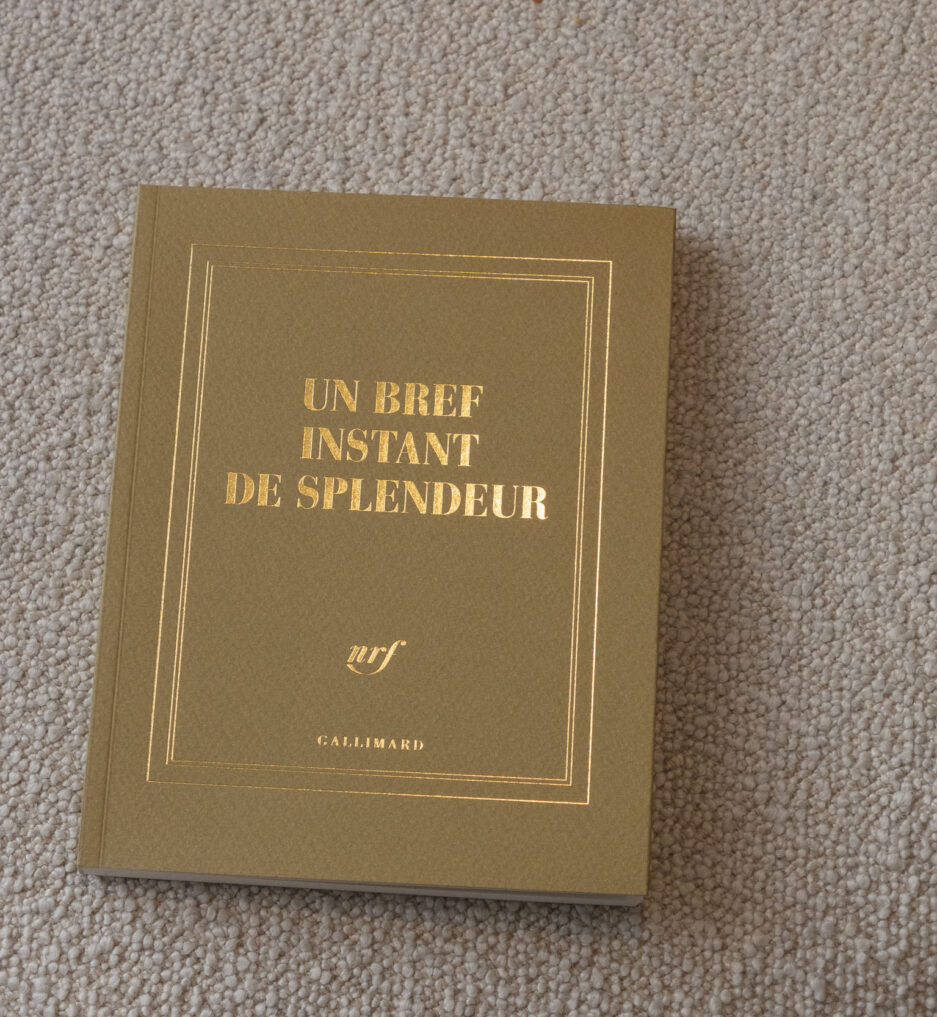 UN BREF
INSTANT
DE SPLENDEUR
nrf
GALLIMARD